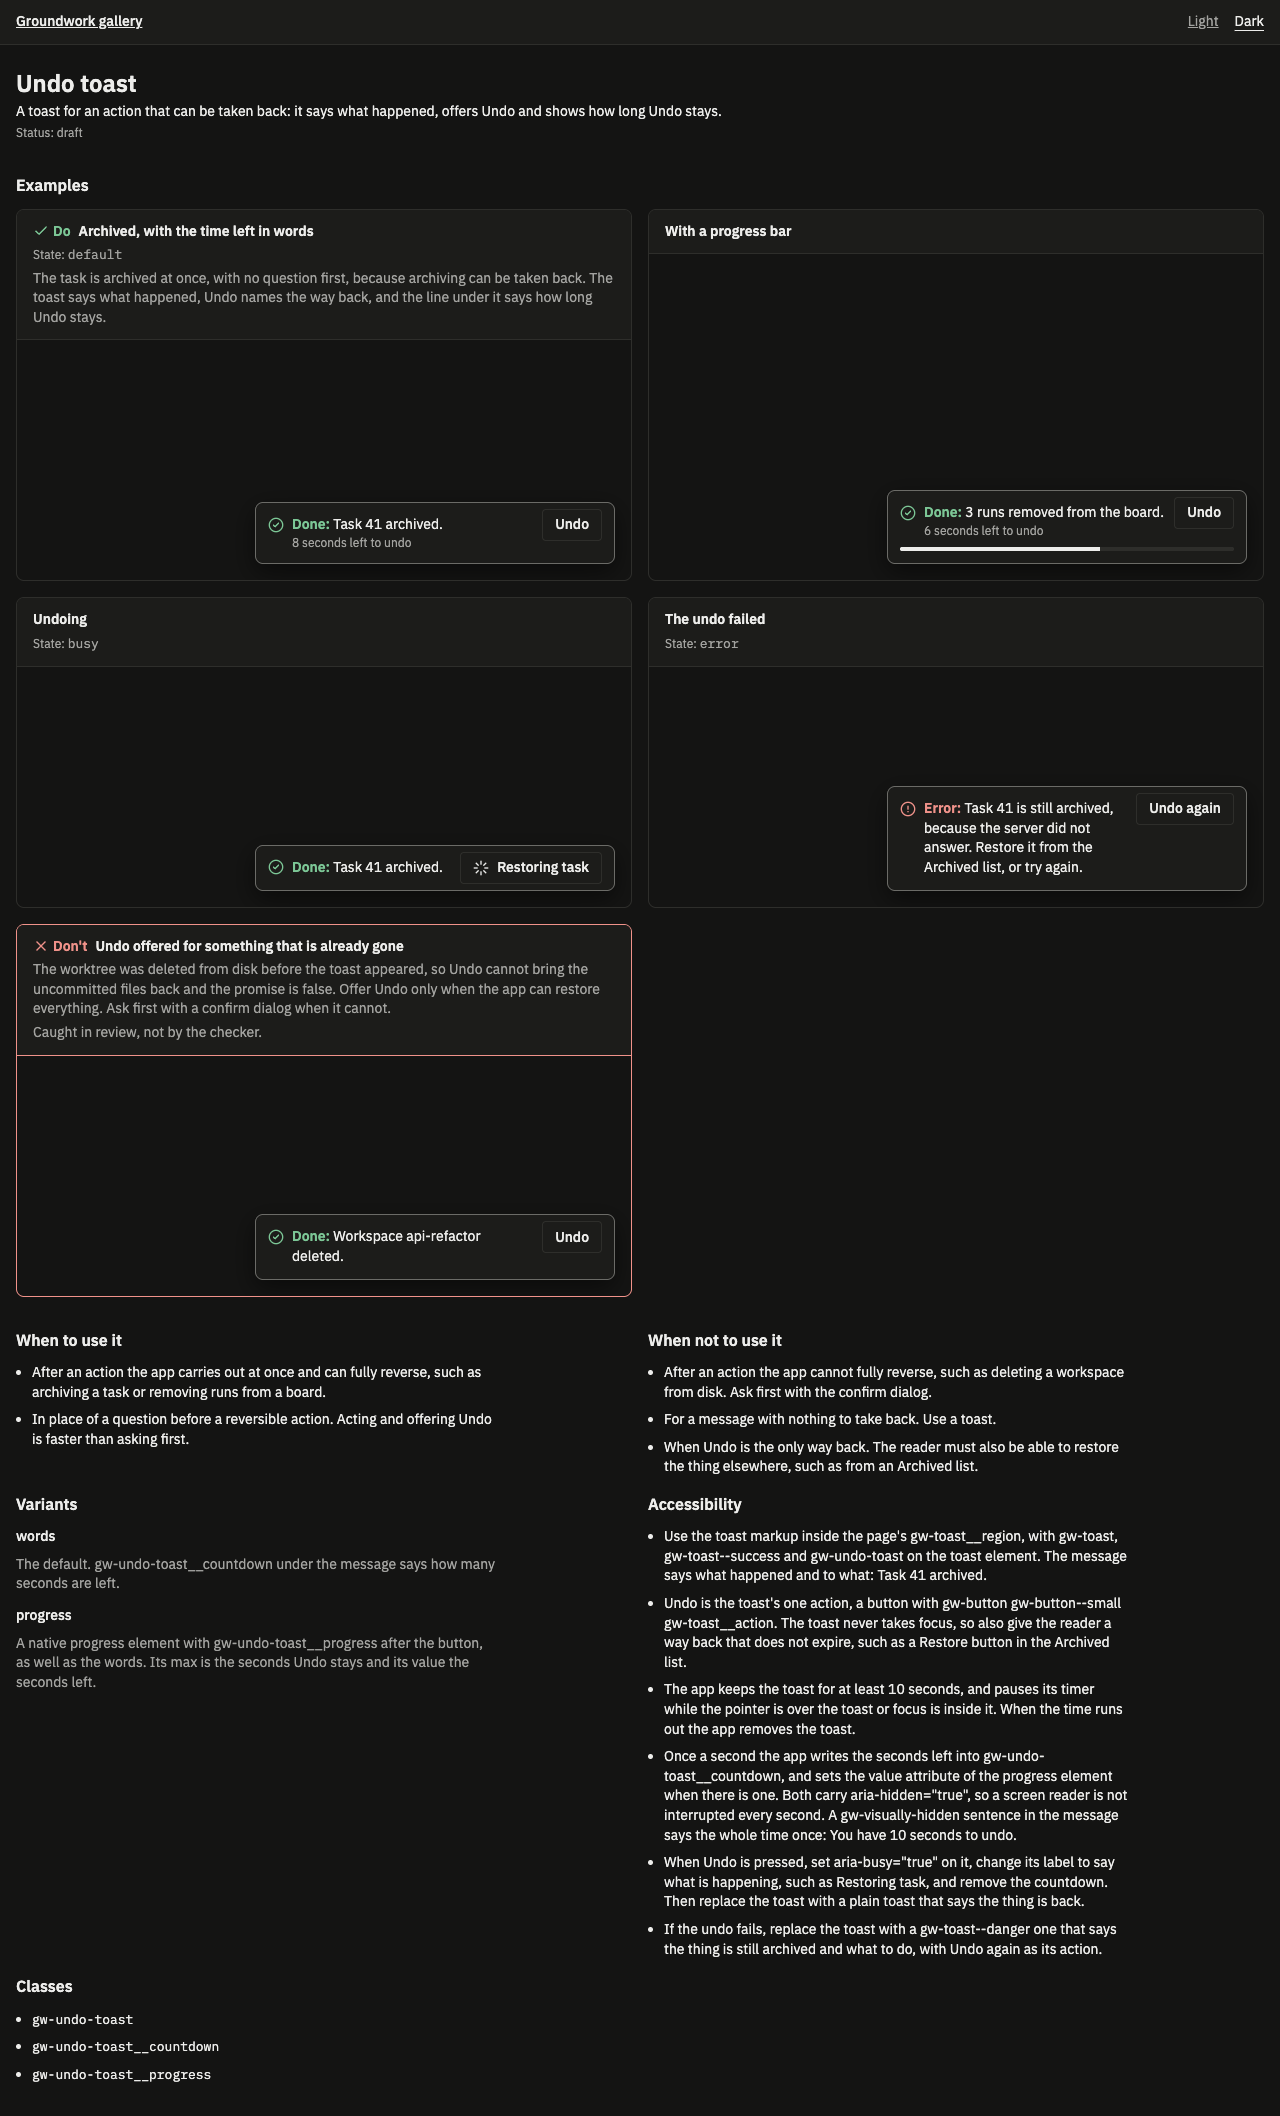 Groundwork gallery
Light
Dark
Undo toast
A toast for an action that can be taken back: it says what happened, offers Undo and shows how long Undo stays.
Status: draft
Examples
Do Archived, with the time left in words
State: default
The task is archived at once, with no question first, because archiving can be taken back. The
toast says what happened, Undo names the way back, and the line under it says how long
Undo stays.
Done: Task 41 archived.
8 seconds left to undo
Undo
With a progress bar
Done: 3 runs removed from the board.
6 seconds left to undo
Undo
Undoing
State: busy
Done: Task 41 archived.
Restoring task
The undo failed
State: error
Error: Task 41 is still archived,
because the server did not
answer. Restore it from the
Archived list, or try again.
Undo again
Don't Undo offered for something that is already gone
The worktree was deleted from disk before the toast appeared, so Undo cannot bring the
uncommitted files back and the promise is false. Offer Undo only when the app can restore
everything. Ask first with a confirm dialog when it cannot.
Caught in review, not by the checker.
Done: Workspace api-refactor
deleted.
Undo
When to use it
After an action the app carries out at once and can fully reverse, such as
archiving a task or removing runs from a board.
In place of a question before a reversible action. Acting and offering Undo
is faster than asking first.
When not to use it
After an action the app cannot fully reverse, such as deleting a workspace
from disk. Ask first with the confirm dialog.
For a message with nothing to take back. Use a toast.
When Undo is the only way back. The reader must also be able to restore
the thing elsewhere, such as from an Archived list.
Variants
words
The default. gw-undo-toast__countdown under the message says how many
seconds are left.
progress
A native progress element with gw-undo-toast__progress after the button,
as well as the words. Its max is the seconds Undo stays and its value the
seconds left.
Accessibility
Use the toast markup inside the page's gw-toast__region, with gw-toast,
gw-toast--success and gw-undo-toast on the toast element. The message
says what happened and to what: Task 41 archived.
Undo is the toast's one action, a button with gw-button gw-button--small
gw-toast__action. The toast never takes focus, so also give the reader a
way back that does not expire, such as a Restore button in the Archived
list.
The app keeps the toast for at least 10 seconds, and pauses its timer
while the pointer is over the toast or focus is inside it. When the time runs
out the app removes the toast.
Once a second the app writes the seconds left into gw-undo-
toast__countdown, and sets the value attribute of the progress element
when there is one. Both carry aria-hidden="true", so a screen reader is not
interrupted every second. A gw-visually-hidden sentence in the message
says the whole time once: You have 10 seconds to undo.
When Undo is pressed, set aria-busy="true" on it, change its label to say
what is happening, such as Restoring task, and remove the countdown.
Then replace the toast with a plain toast that says the thing is back.
If the undo fails, replace the toast with a gw-toast--danger one that says
the thing is still archived and what to do, with Undo again as its action.
Classes
gw-undo-toast
gw-undo-toast__countdown
gw-undo-toast__progress